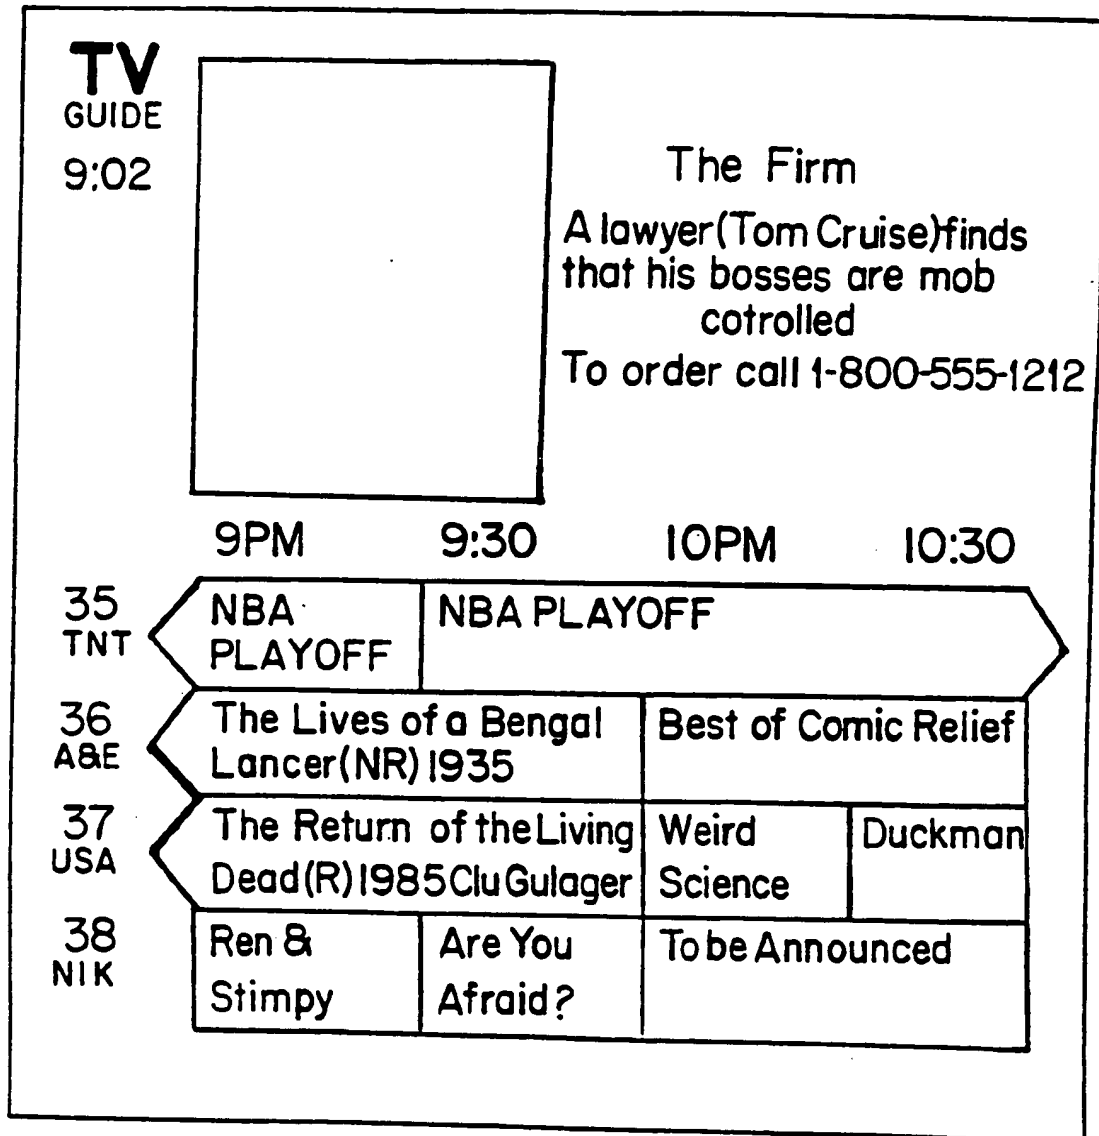 TV
GUIDE
9:02
The Firm
A lawyer(Tom Cruise)finds
that his bosses are mob
cotrolled
To order call 1-800-555-1212
9PM 9:30 10PM 10:30
35
TNT
NBA
PLAYOFF
NBA PLAYOFF
36
A&E
The Lives of a Bengal
Lancer(NR) 1935
Best of Comic Relief
37
USA
The Return of the Living
Dead(R) 1985 Clu Gulager
Weird
Science
Duckman
38
NIK
Ren &
Stimpy
Are You
Afraid?
To be Announced